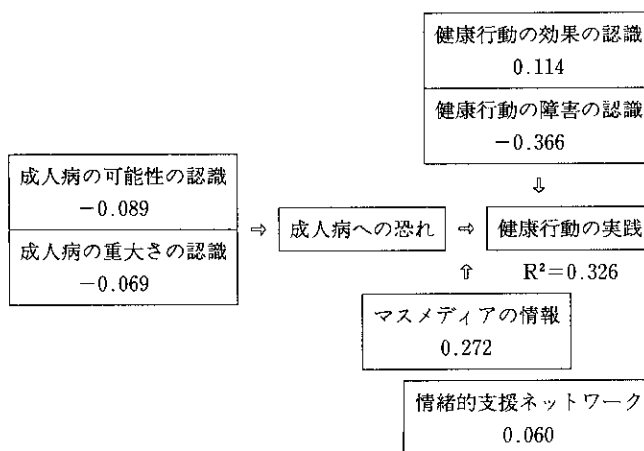 健康行動の効果の認識
0.114
健康行動の障害の認識
−0.366
⇩
成人病の可能性の認識
−0.089
成人病の重大さの認識
−0.069
⇨ 成人病への恐れ ⇨ 健康行動の実践
⇧ R²=0.326
マスメディアの情報
0.272
情緒的支援ネットワーク
0.060